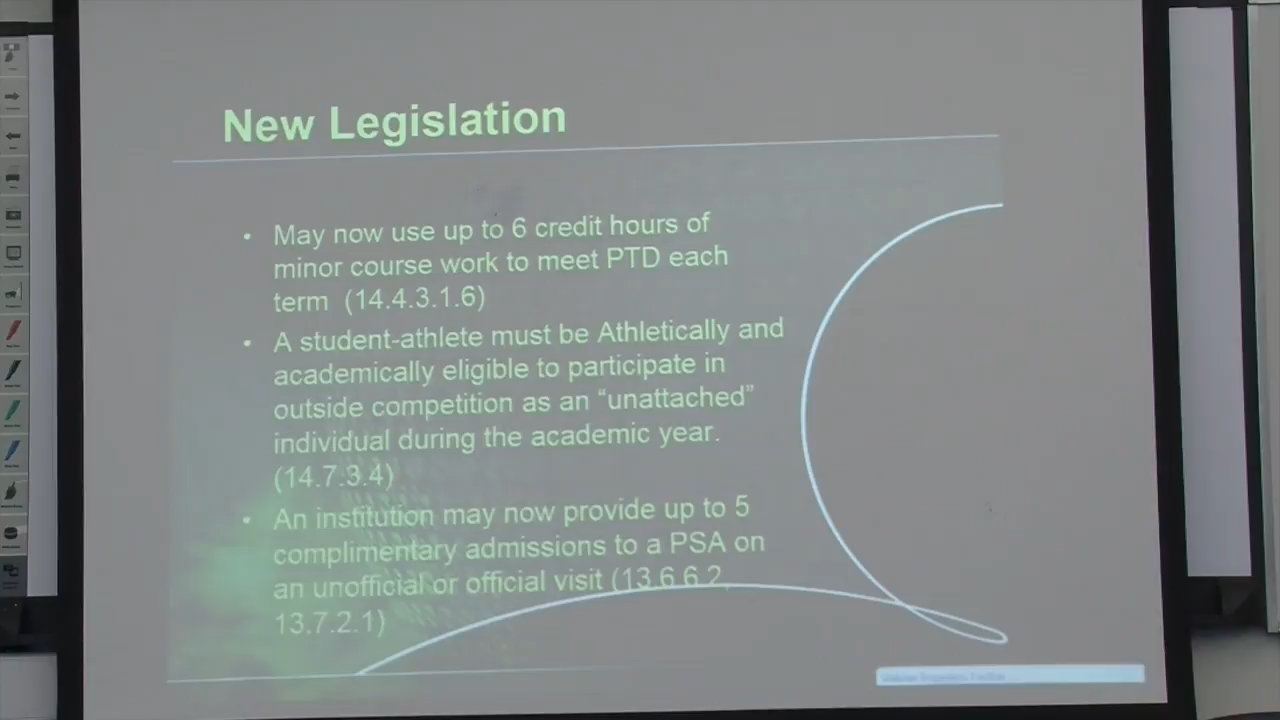 New Legislation
• May now use up to 6 credit hours of
minor course work to meet PTD each
term (14.4.3.1.6)
• A student-athlete must be Athletically and
academically eligible to participate in
outside competition as an “unattached”
individual during the academic year.
(14.7.3.4)
• An institution may now provide up to 5
complimentary admissions to a PSA on
an unofficial or official visit (13.6.6.2,
13.7.2.1)